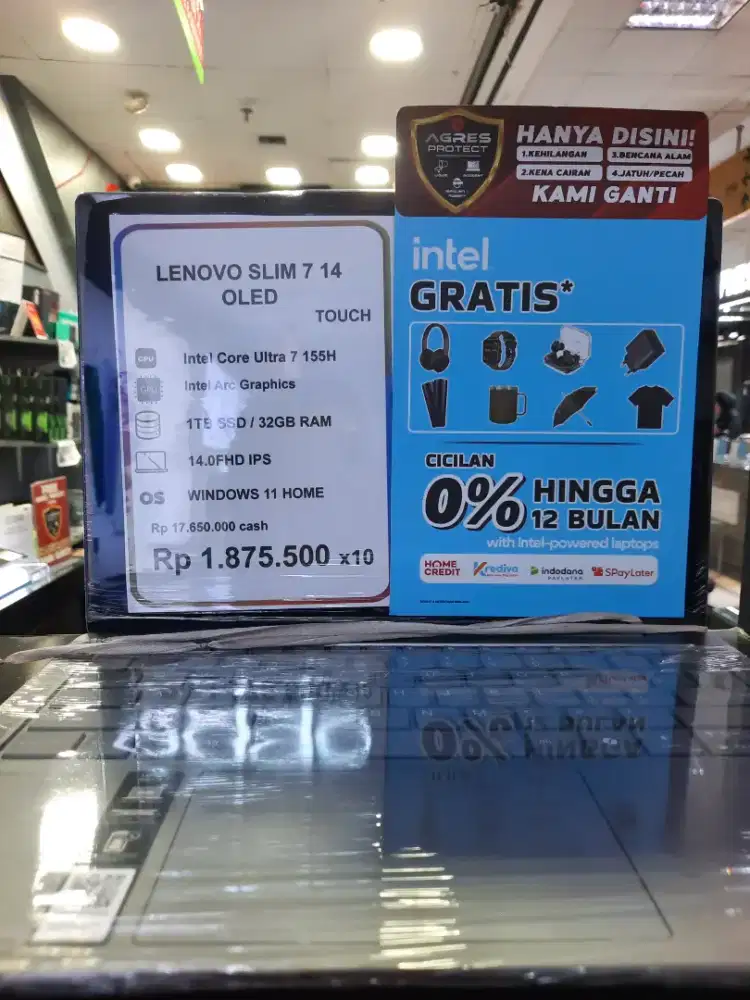 AGRES
PROTECT
HANYA DISINI!
1.KEHILANGAN
3.BENCANA ALAM
2.KENA CAIRAN
4.JATUH/PECAH
KAMI GANTI
LENOVO SLIM 7 14
OLED
TOUCH
CPU
Intel Core Ultra 7 155H
GPU
Intel Arc Graphics
1TB SSD / 32GB RAM
14.0FHD IPS
OS
WINDOWS 11 HOME
Rp 17.650.000 cash
Rp 1.875.500 x10
intel
GRATIS*
CICILAN
0% HINGGA
12 BULAN
with Intel-powered laptops
HOME
CREDIT
Kredivo
indodana
PAYLATER
SPayLater